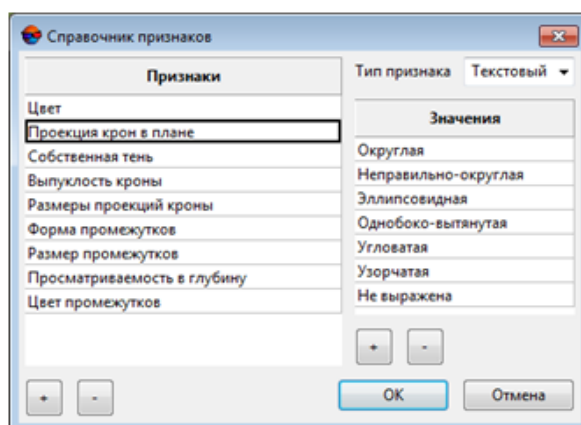 Справочник признаков
Признаки
Цвет
Проекция крон в плане
Собственная тень
Выпуклость кроны
Размеры проекций кроны
Форма промежутков
Размер промежутков
Просматриваемость в глубину
Цвет промежутков
+ -
Тип признака Текстовый
Значения
Округлая
Неправильно-округлая
Эллипсовидная
Однобоко-вытянутая
Угловатая
Узорчатая
Не выражена
+ -
OK Отмена